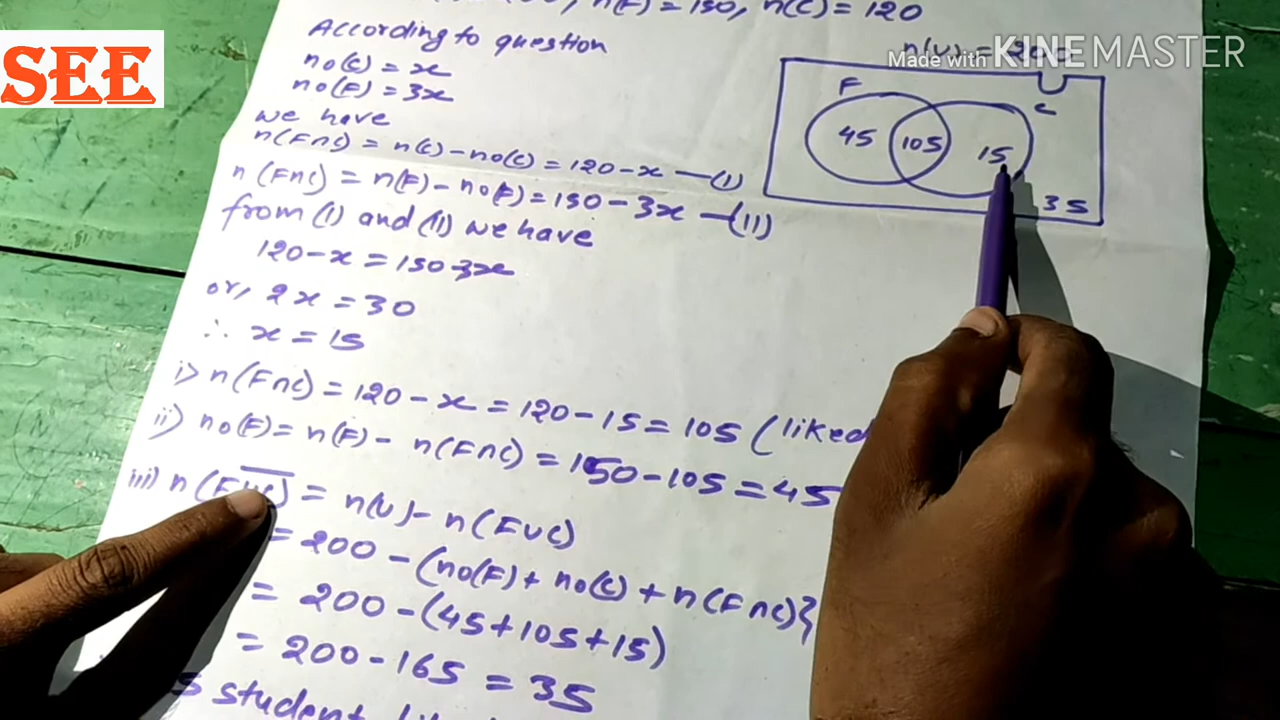 n(F) = 150, n(C) = 120
According to question
no(C) = x
no(F) = 3x
we have
n(F∩C) = n(C) - no(C) = 120 - x —(I)
n(F∩C) = n(F) - no(F) = 150 - 3x —(II)
from (I) and (II) we have
120 - x = 150 - 3x
or, 2x = 30
∴ x = 15
i> n(F∩C) = 120 - x = 120 - 15 = 105 (liked
ii) no(F) = n(F) - n(F∩C) = 150 - 105 = 45
iii) n(F∪C) = n(U) - n(F∪C)
= 200 - (no(F) + no(C) + n(F∩C)}
= 200 - (45 + 105 + 15)
= 200 - 165 = 35
student
SEE
n(U) = 200
Made with KINEMASTER
U
F
C
45 105 15
35